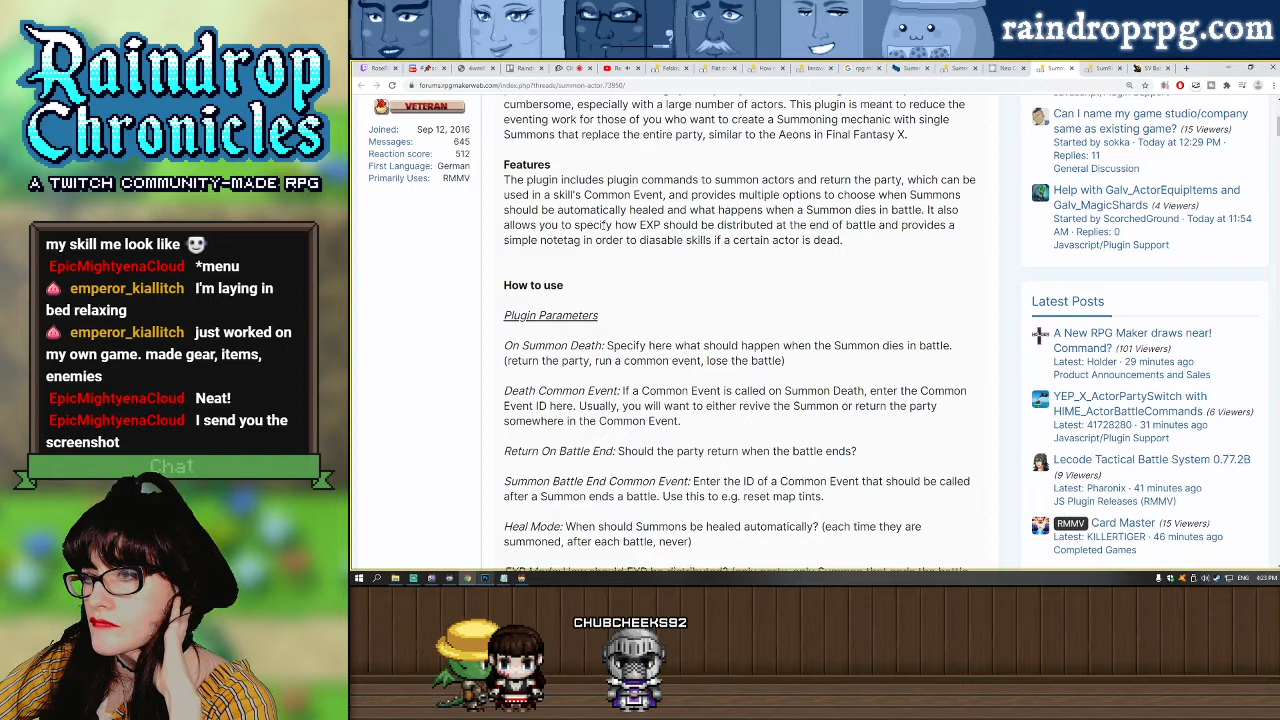 Raindrop
Chronicles
A TWITCH COMMUNITY-MADE RPG
my skill me look like
EpicMightyenaCloud *menu
emperor_kiallitch I'm laying in
bed relaxing
emperor_kiallitch just worked on
my own game. made gear, items,
enemies
EpicMightyenaCloud Neat!
EpicMightyenaCloud I send you the
screenshot
Chat
raindroprpg.com
forums.rpgmakerweb.com/index.php?threads/summon-actor.73950/
VETERAN
Joined: Sep 12, 2016
Messages: 645
Reaction score: 512
First Language: German
Primarily Uses: RMMV
cumbersome, especially with a large number of actors. This plugin is meant to reduce the
eventing work for those of you who want to create a Summoning mechanic with single
Summons that replace the entire party, similar to the Aeons in Final Fantasy X.
Features
The plugin includes plugin commands to summon actors and return the party, which can be
used in a skill's Common Event, and provides multiple options to choose when Summons
should be automatically healed and what happens when a Summon dies in battle. It also
allows you to specify how EXP should be distributed at the end of battle and provides a
simple notetag in order to diasable skills if a certain actor is dead.
How to use
Plugin Parameters
On Summon Death: Specify here what should happen when the Summon dies in battle.
(return the party, run a common event, lose the battle)
Death Common Event: If a Common Event is called on Summon Death, enter the Common
Event ID here. Usually, you will want to either revive the Summon or return the party
somewhere in the Common Event.
Return On Battle End: Should the party return when the battle ends?
Summon Battle End Common Event: Enter the ID of a Common Event that should be called
after a Summon ends a battle. Use this to e.g. reset map tints.
Heal Mode: When should Summons be healed automatically? (each time they are
summoned, after each battle, never)
Can I name my game studio/company
same as existing game? (15 Viewers)
Started by sokka · Today at 12:29 PM ·
Replies: 11
General Discussion
Help with Galv_ActorEquipItems and
Galv_MagicShards (4 Viewers)
Started by ScorchedGround · Today at 11:54
AM · Replies: 0
Javascript/Plugin Support
Latest Posts
A New RPG Maker draws near!
Command? (101 Viewers)
Latest: Holder · 29 minutes ago
Product Announcements and Sales
YEP_X_ActorPartySwitch with
HIME_ActorBattleCommands (6 Viewers)
Latest: 41728280 · 31 minutes ago
Javascript/Plugin Support
Lecode Tactical Battle System 0.77.2B
(9 Viewers)
Latest: Pharonix · 41 minutes ago
JS Plugin Releases (RMMV)
RMMV Card Master (15 Viewers)
Latest: KILLERTIGER · 46 minutes ago
Completed Games
ENG 4:23 PM
CHUBCHEEKS92